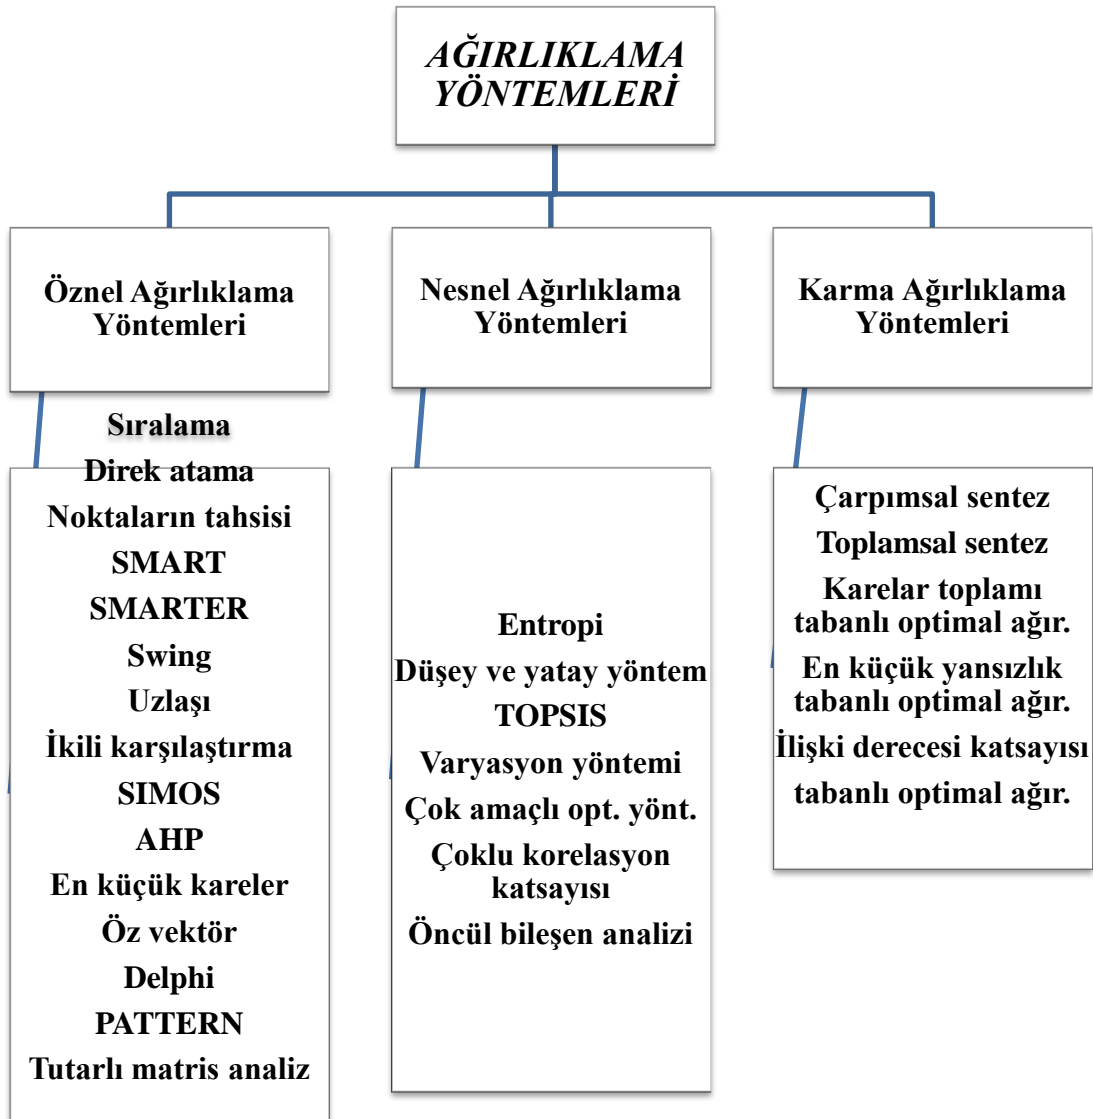 AĞIRLIKLAMA
YÖNTEMLERİ
Öznel Ağırlıklama
Yöntemleri
Sıralama
Direk atama
Noktaların tahsisi
SMART
SMARTER
Swing
Uzlaşı
İkili karşılaştırma
SIMOS
AHP
En küçük kareler
Öz vektör
Delphi
PATTERN
Tutarlı matris analiz
Nesnel Ağırlıklama
Yöntemleri
Entropi
Düşey ve yatay yöntem
TOPSIS
Varyasyon yöntemi
Çok amaçlı opt. yönt.
Çoklu korelasyon
katsayısı
Öncül bileşen analizi
Karma Ağırlıklama
Yöntemleri
Çarpımsal sentez
Toplamsal sentez
Karelar toplamı
tabanlı optimal ağır.
En küçük yansızlık
tabanlı optimal ağır.
İlişki derecesi katsayısı
tabanlı optimal ağır.